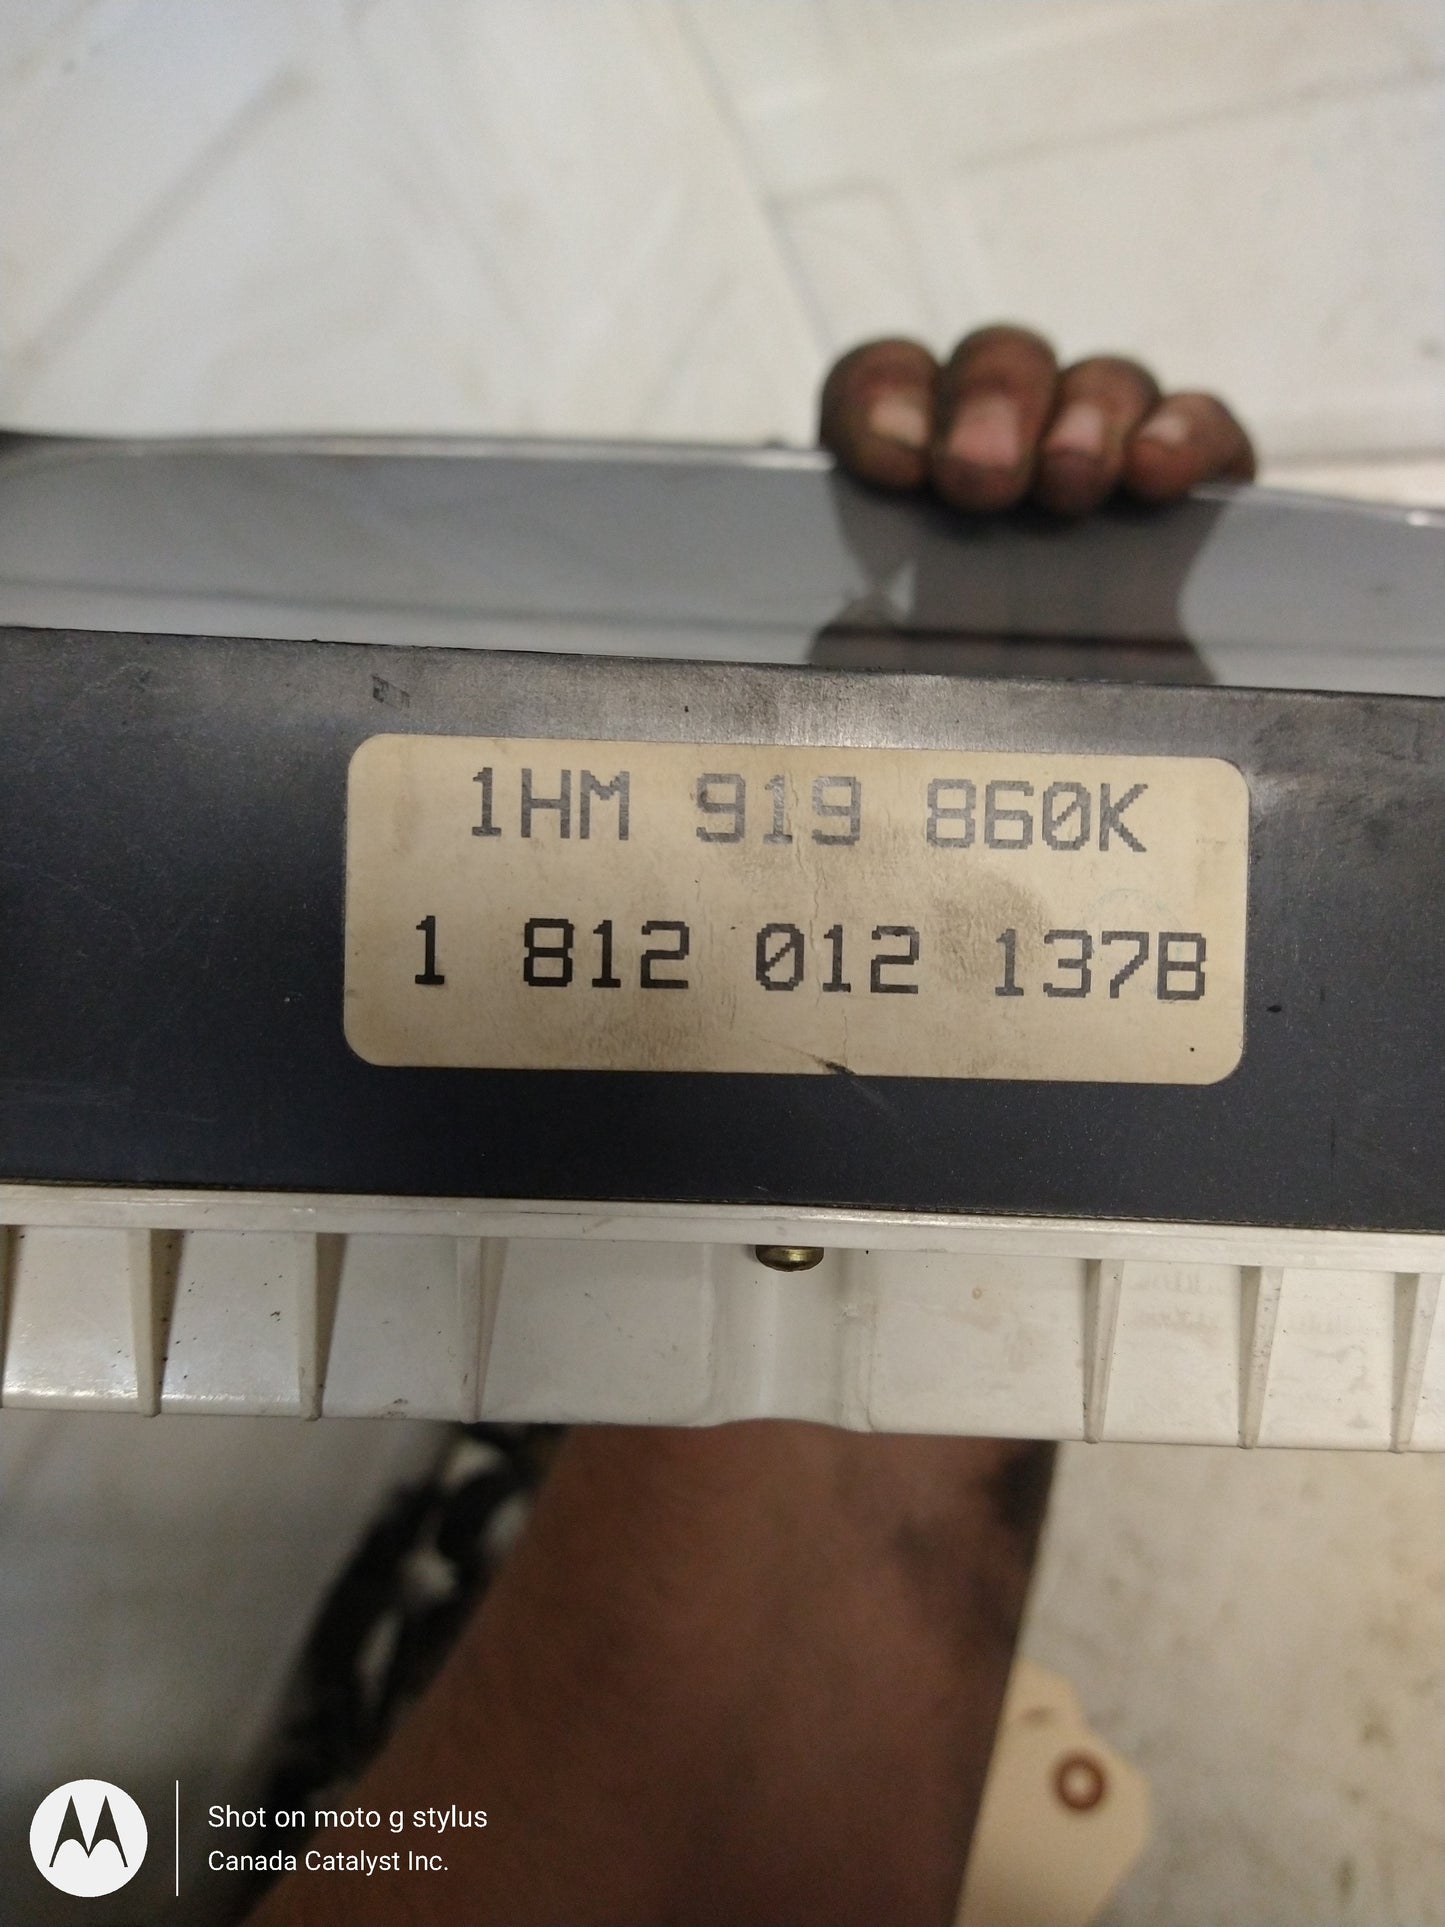 1HM 919 860K
1 812 012 137B
Shot on moto g stylus
Canada Catalyst Inc.